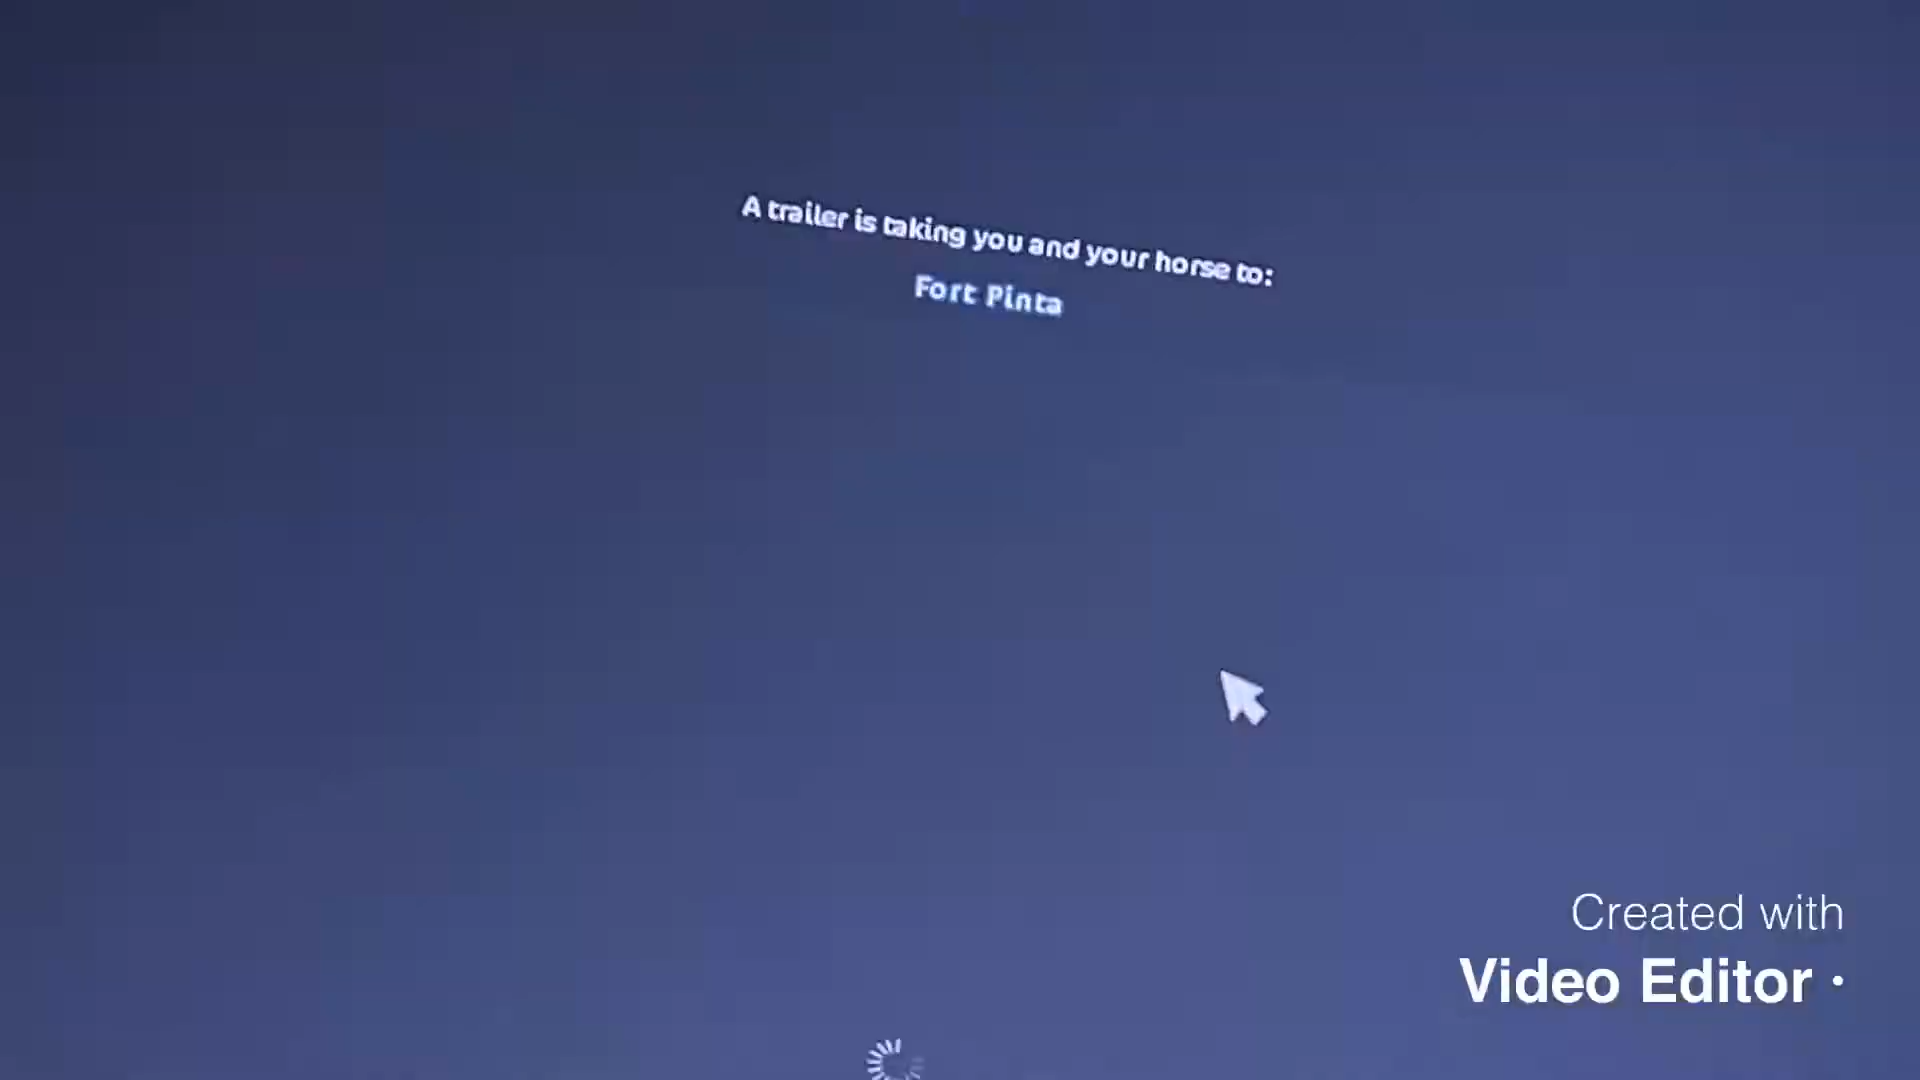 A trailer is taking you and your horse to:
Fort Pinta
Created with
Video Editor ·